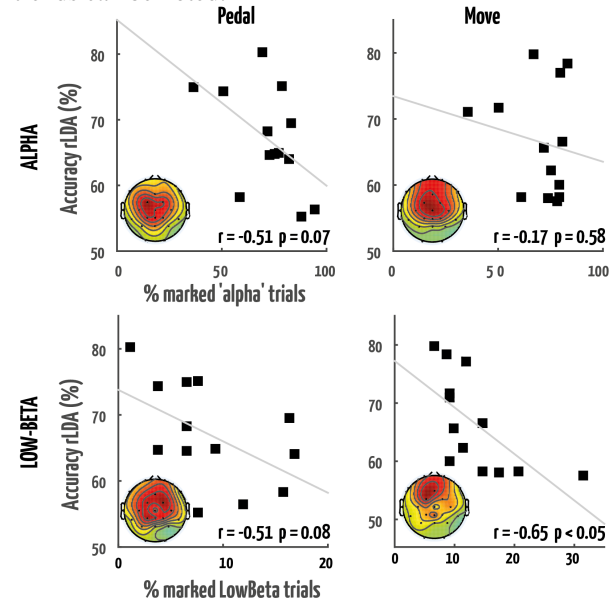 Pedal Move
ALPHA
Accuracy rLDA (%)
80
70
60
50
0 50 100
% marked 'alpha' trials
r = -0.51 p = 0.07
80
70
60
50
0 5 0 100
r = -0.17 p = 0.58
LOW-BETA
Accuracy rLDA (%)
80
70
60
50
0 10 20
% marked LowBeta trials
r = -0.51 p = 0.08
80
70
60
50
0 10 20 30
r = -0.65 p < 0.05